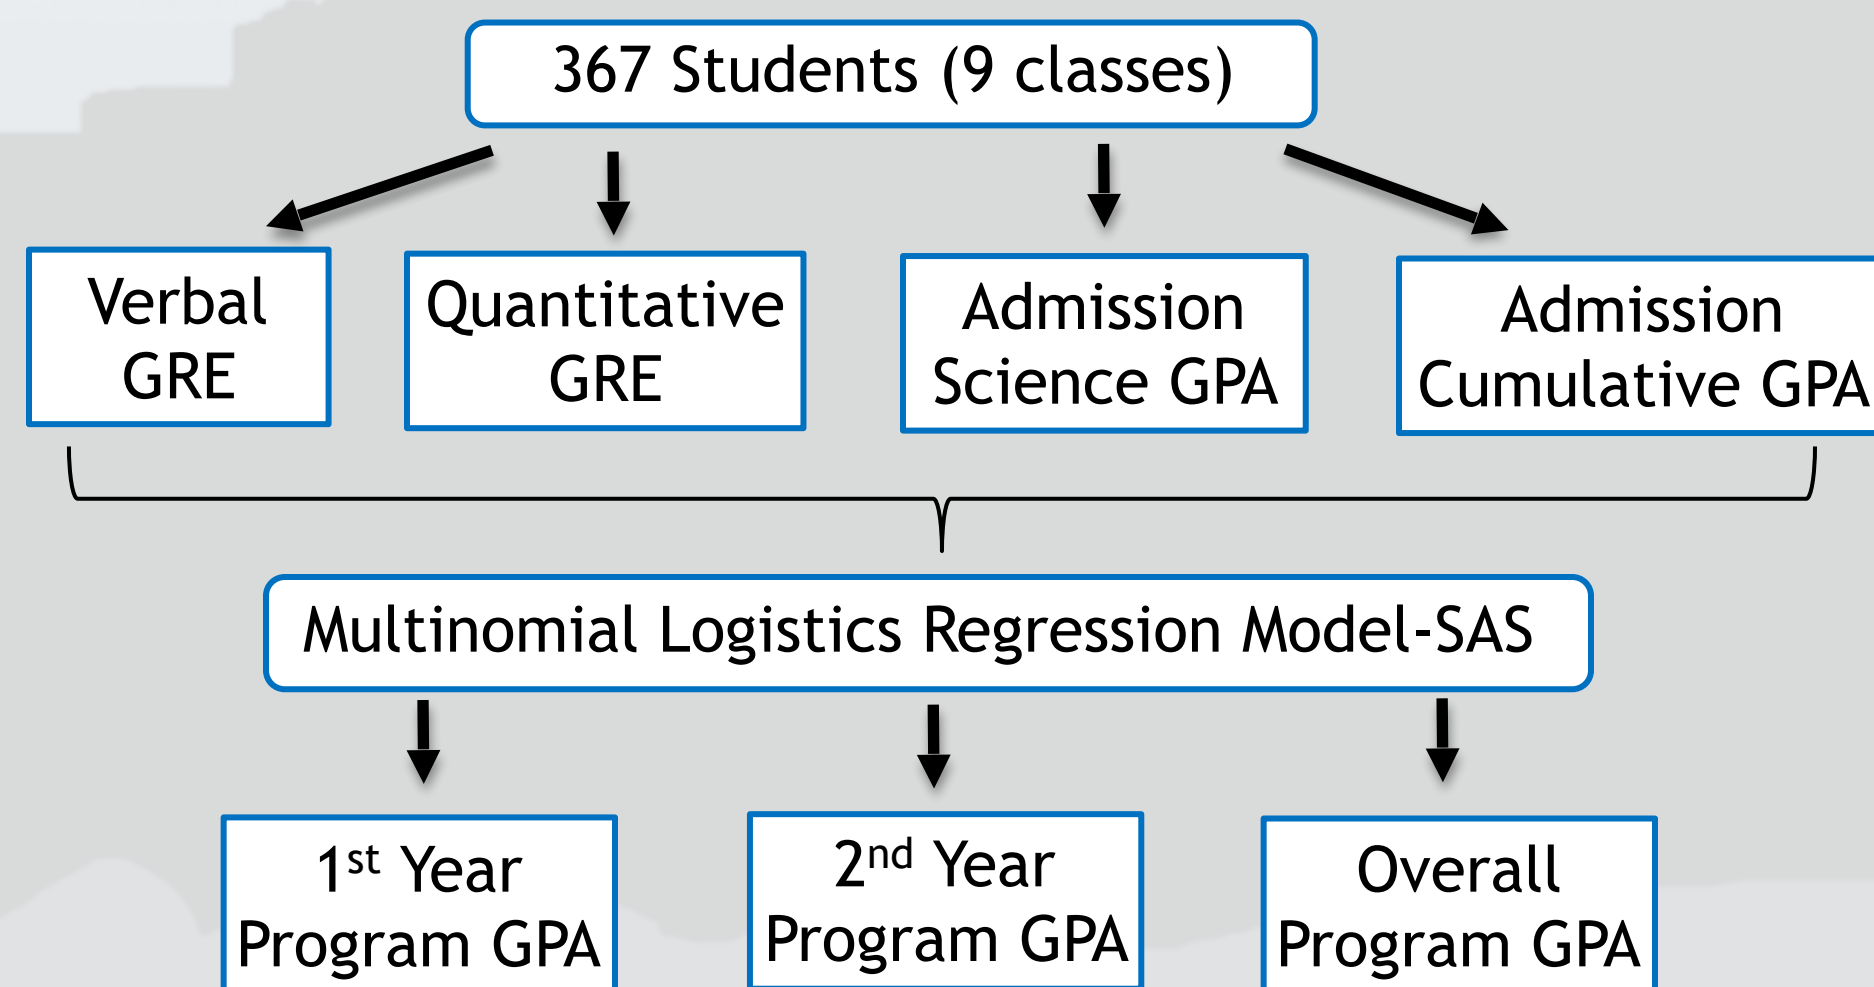 367 Students (9 classes)
Verbal
GRE
Quantitative
GRE
Admission
Science GPA
Admission
Cumulative GPA
Multinomial Logistics Regression Model-SAS
1st Year
Program GPA
2nd Year
Program GPA
Overall
Program GPA